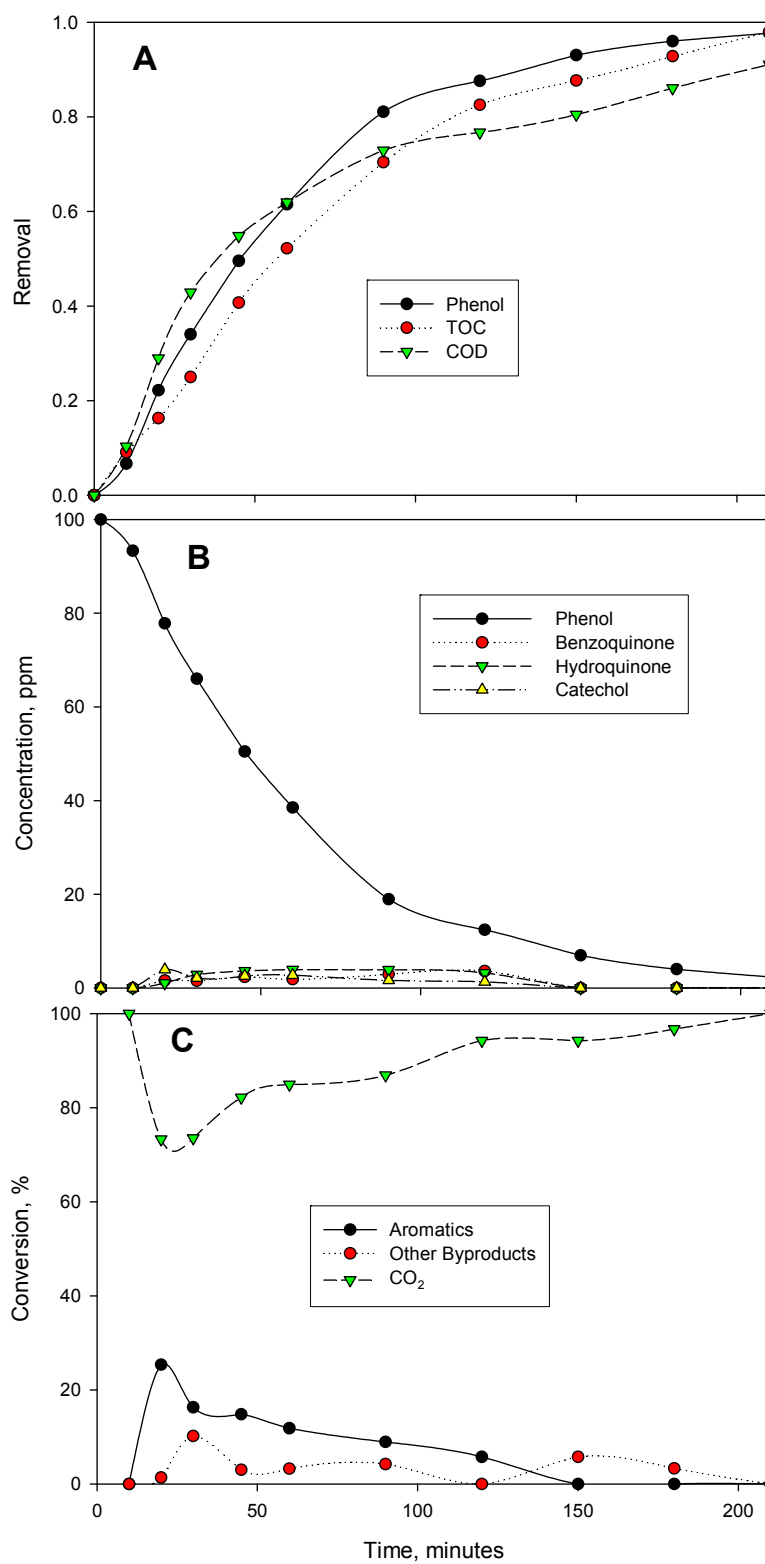 A
1.0
0.8
0.6
0.4
0.2
0.0
Removal
Phenol
TOC
COD
B
100
80
60
40
20
0
Concentration, ppm
Phenol
Benzoquinone
Hydroquinone
Catechol
C
100
80
60
40
20
0
Conversion, %
Aromatics
Other Byproducts
CO₂
0 50 100 150 200
Time, minutes